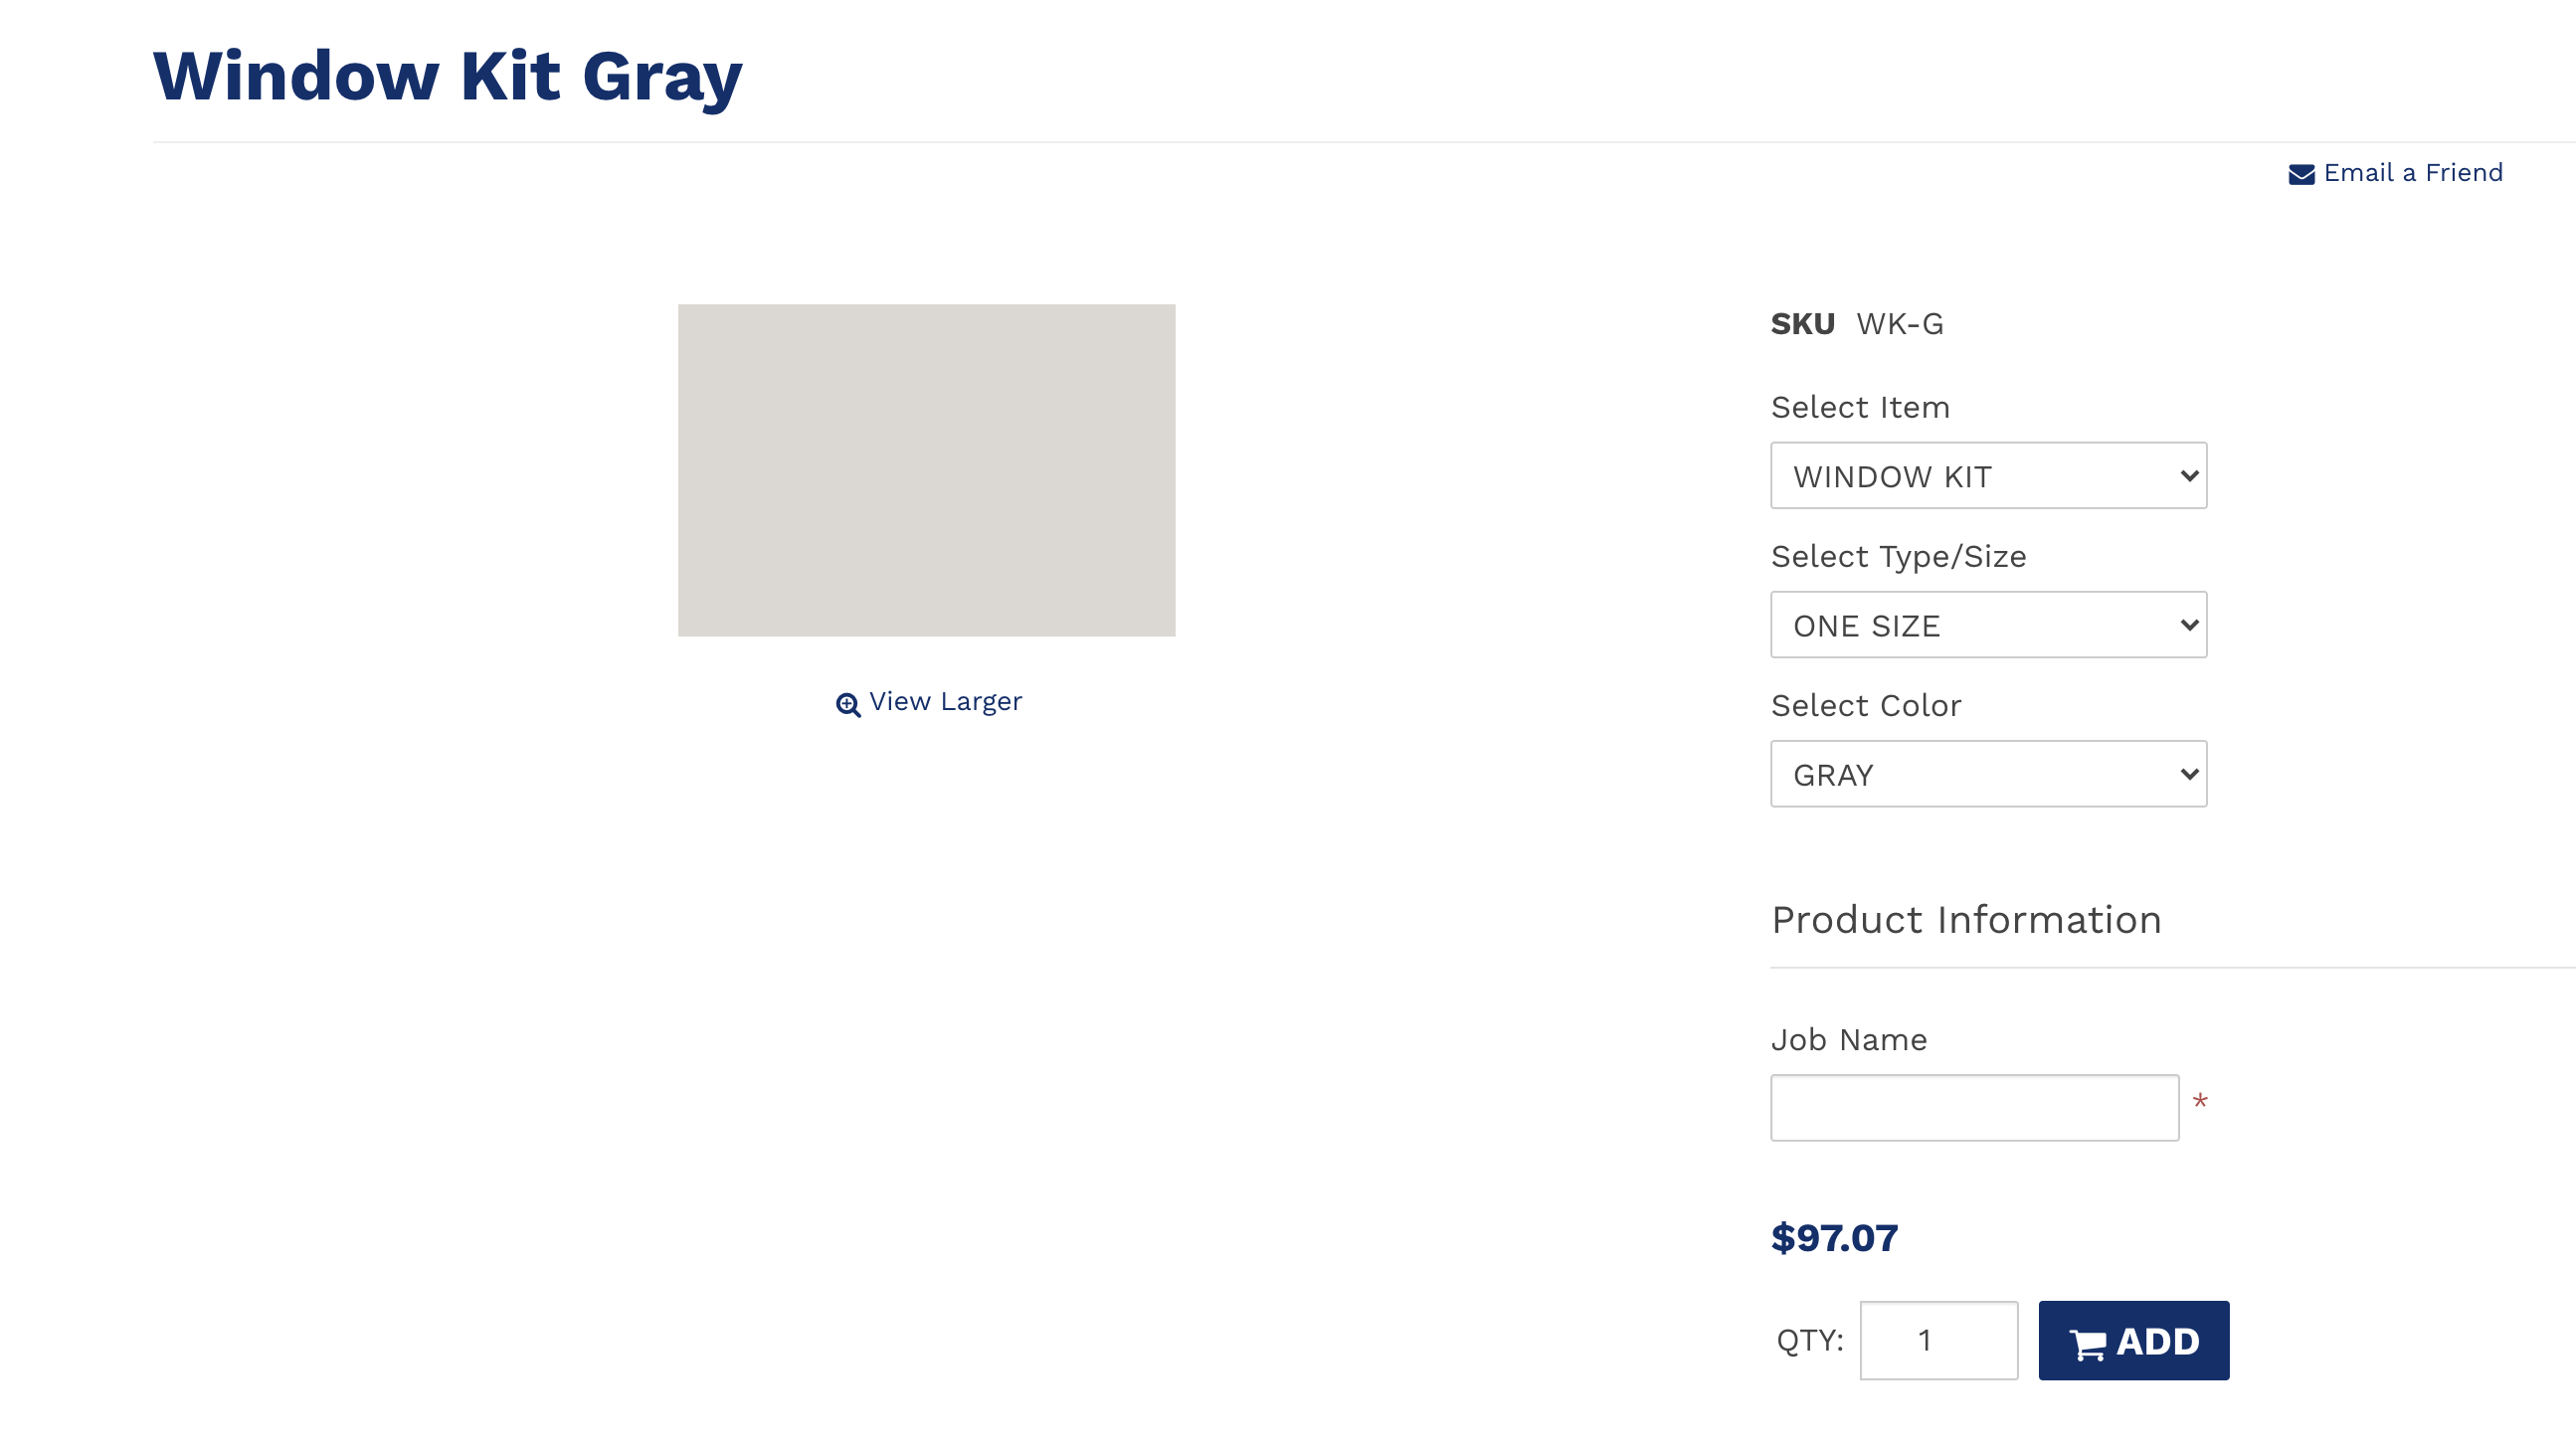 Window Kit Gray
Email a Friend
View Larger
SKU WK-G
Select Item
WINDOW KIT
Select Type/Size
ONE SIZE
Select Color
GRAY
Product Information
Job Name
*
$97.07
QTY: 1 ADD